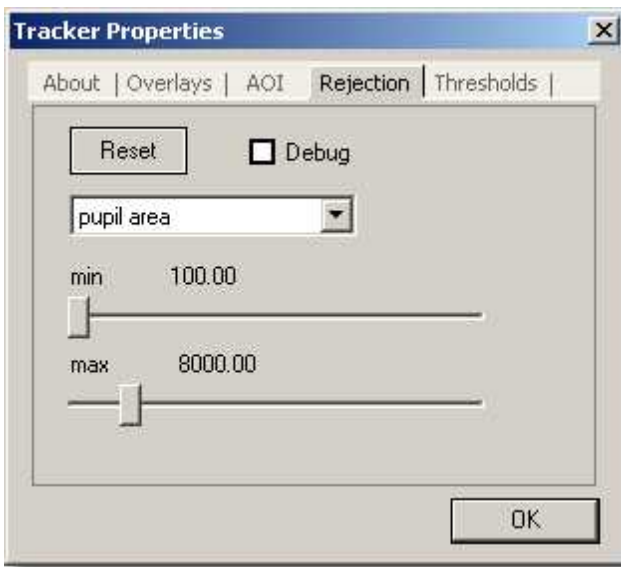 Tracker Properties
About | Overlays | AOI Rejection | Thresholds |
Reset Debug
pupil area
min 100.00
max 8000.00
OK